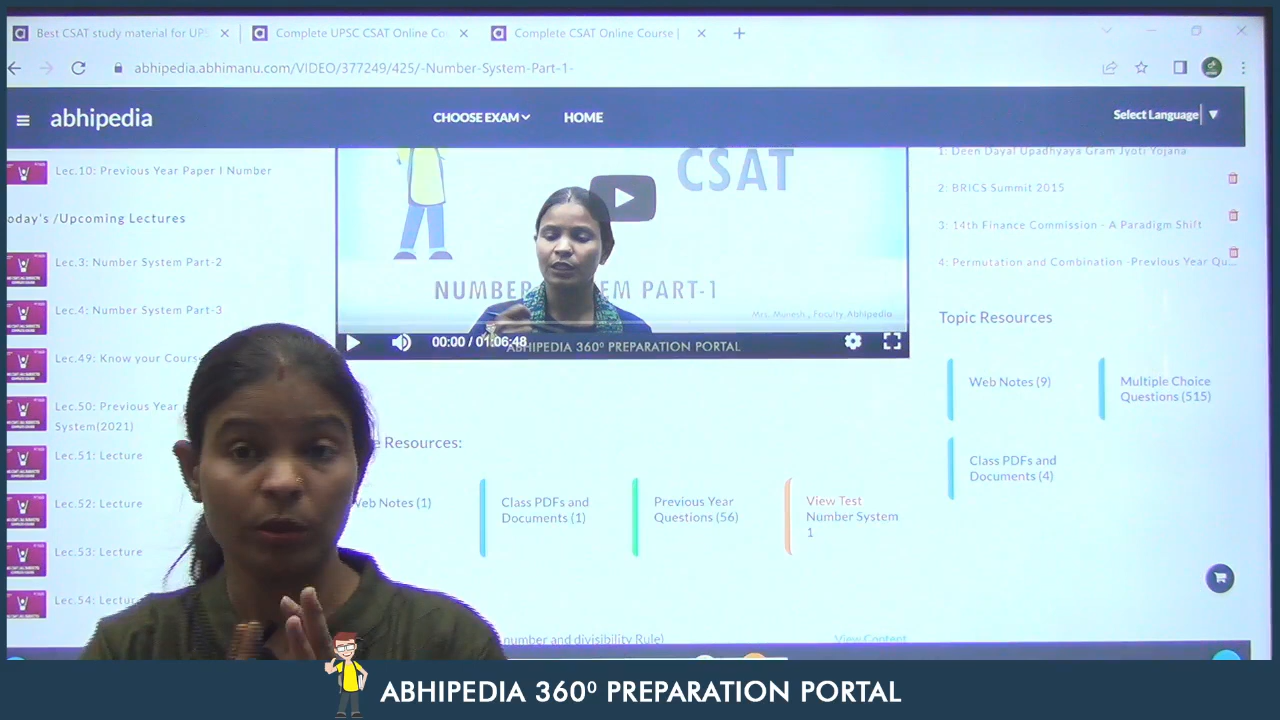 Best CSAT study material for UPS
Complete UPSC CSAT Online Co
Complete CSAT Online Course |
abhipedia.abhimanu.com/VIDEO/377249/425/-Number-System-Part-1-
abhipedia
CHOOSE EXAM
HOME
Select Language
Lec.10: Previous Year Paper I Number
oday's /Upcoming Lectures
Lec.3: Number System Part-2
Lec.4: Number System Part-3
Lec.49: Know your Cours
Lec.50: Previous Year
System(2021)
Lec.51: Lecture
Lec.52: Lecture
Lec.53: Lecture
Lec.54: Lectur
CSAT
NUMBER EM PART-1
Mrs. Munesh , Faculty Abhipedia
00:00 / 01:06:48
ABHIPEDIA 360⁰ PREPARATION PORTAL
e Resources:
Web Notes (1)
Class PDFs and
Documents (1)
Previous Year
Questions (56)
View Test
Number System
1
number and divisibility Rule)
View Content
1: Deen Dayal Upadhyaya Gram Jyoti Yojana
2: BRICS Summit 2015
3: 14th Finance Commission - A Paradigm Shift
4: Permutation and Combination -Previous Year Qu...
Topic Resources
Web Notes (9)
Multiple Choice
Questions (515)
Class PDFs and
Documents (4)
ABHIPEDIA 360⁰ PREPARATION PORTAL